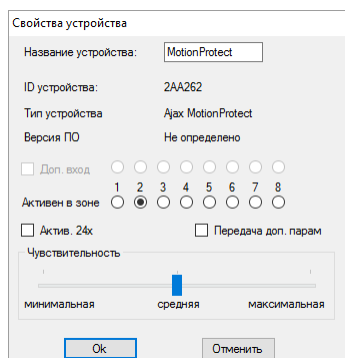 Свойства устройства
Название устройства: MotionProtect
ID устройства: 2AA262
Тип устройства Ajax MotionProtect
Версия ПО Не определено
Доп. вход
1 2 3 4 5 6 7 8
Активен в зоне
Актив. 24x Передача доп. парам
Чувствительность
минимальная средняя максимальная
Ok Отменить